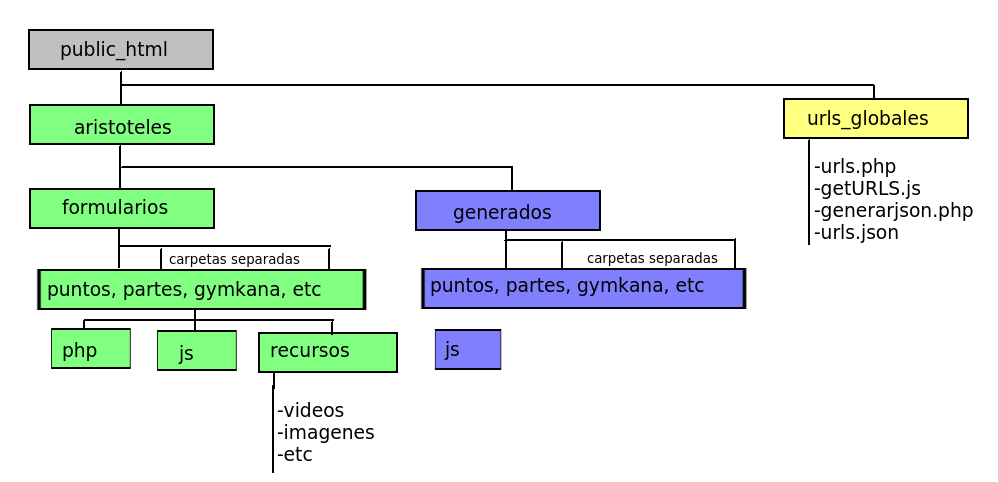 public_html
aristoteles
urls_globales
-urls.php
-getURLS.js
-generarjson.php
-urls.json
formularios
generados
carpetas separadas
carpetas separadas
puntos, partes, gymkana, etc
puntos, partes, gymkana, etc
php
js
recursos
js
-videos
-imagenes
-etc